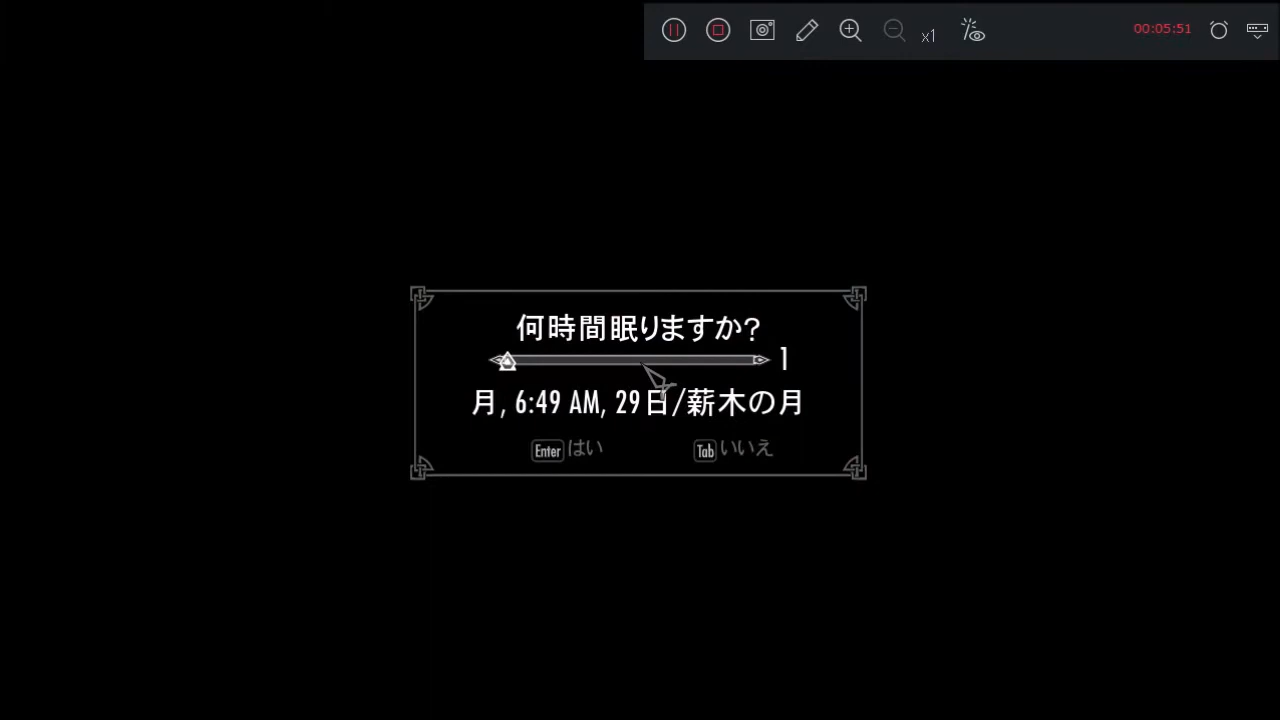 x1
00:05:51
何時間眠りますか?
1
月, 6:49 AM, 29日/薪木の月
Enter はい Tab いいえ